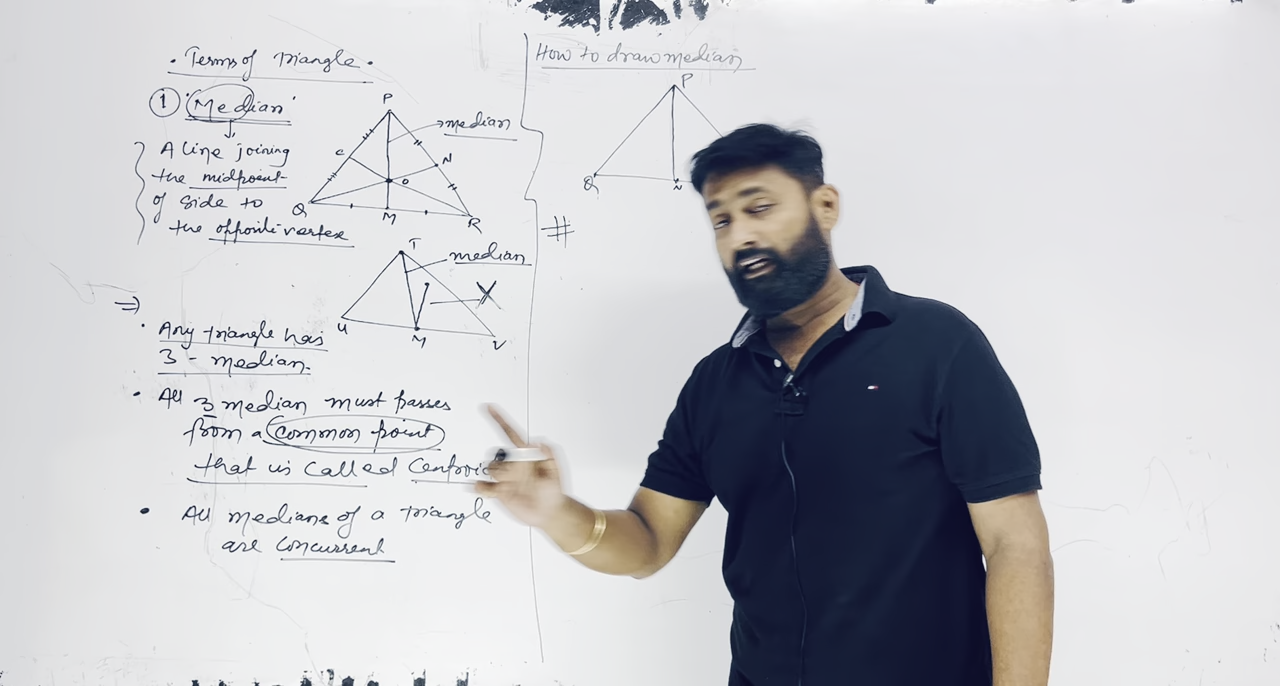 • Terms of triangle •
① 'Median'
A line joining
the midpoint
of side to
the oppoiti vertex
P
median
C
N
O
Q
M
R
T
median
X
U
M
V
⇒
• Any triangle has
3 - median.
• All 3 median must passes
from a common point
that is called Centroi
• All medians of a triangle
are concurrent
How to draw median
P
Q
#